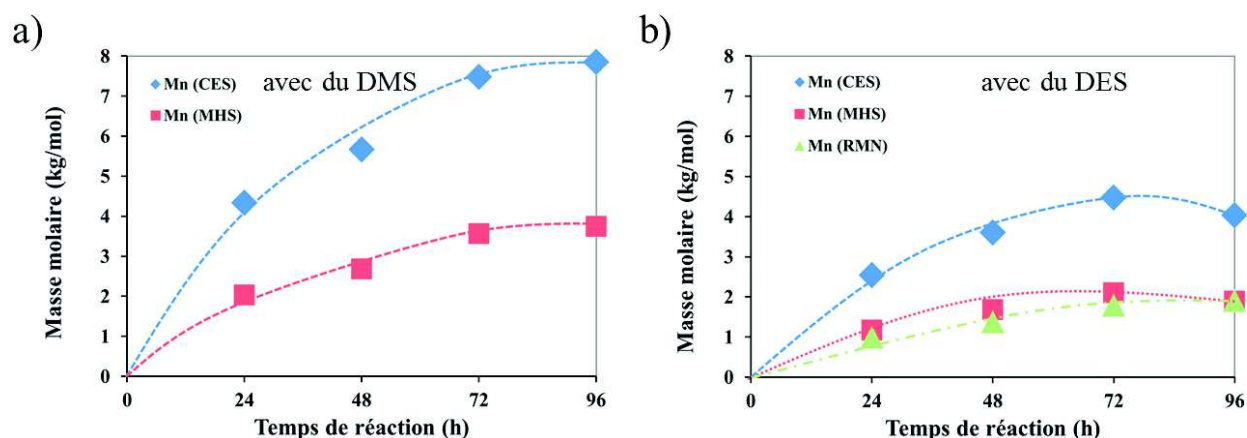 a)
Masse molaire (kg/mol)
8
7
6
5
4
3
2
1
0
Mn (CES)
Mn (MHS)
avec du DMS
0 24 48 72 96
Temps de réaction (h)
b)
Masse molaire (kg/mol)
8
7
6
5
4
3
2
1
0
Mn (CES)
Mn (MHS)
Mn (RMN)
avec du DES
0 24 48 72 96
Temps de réaction (h)